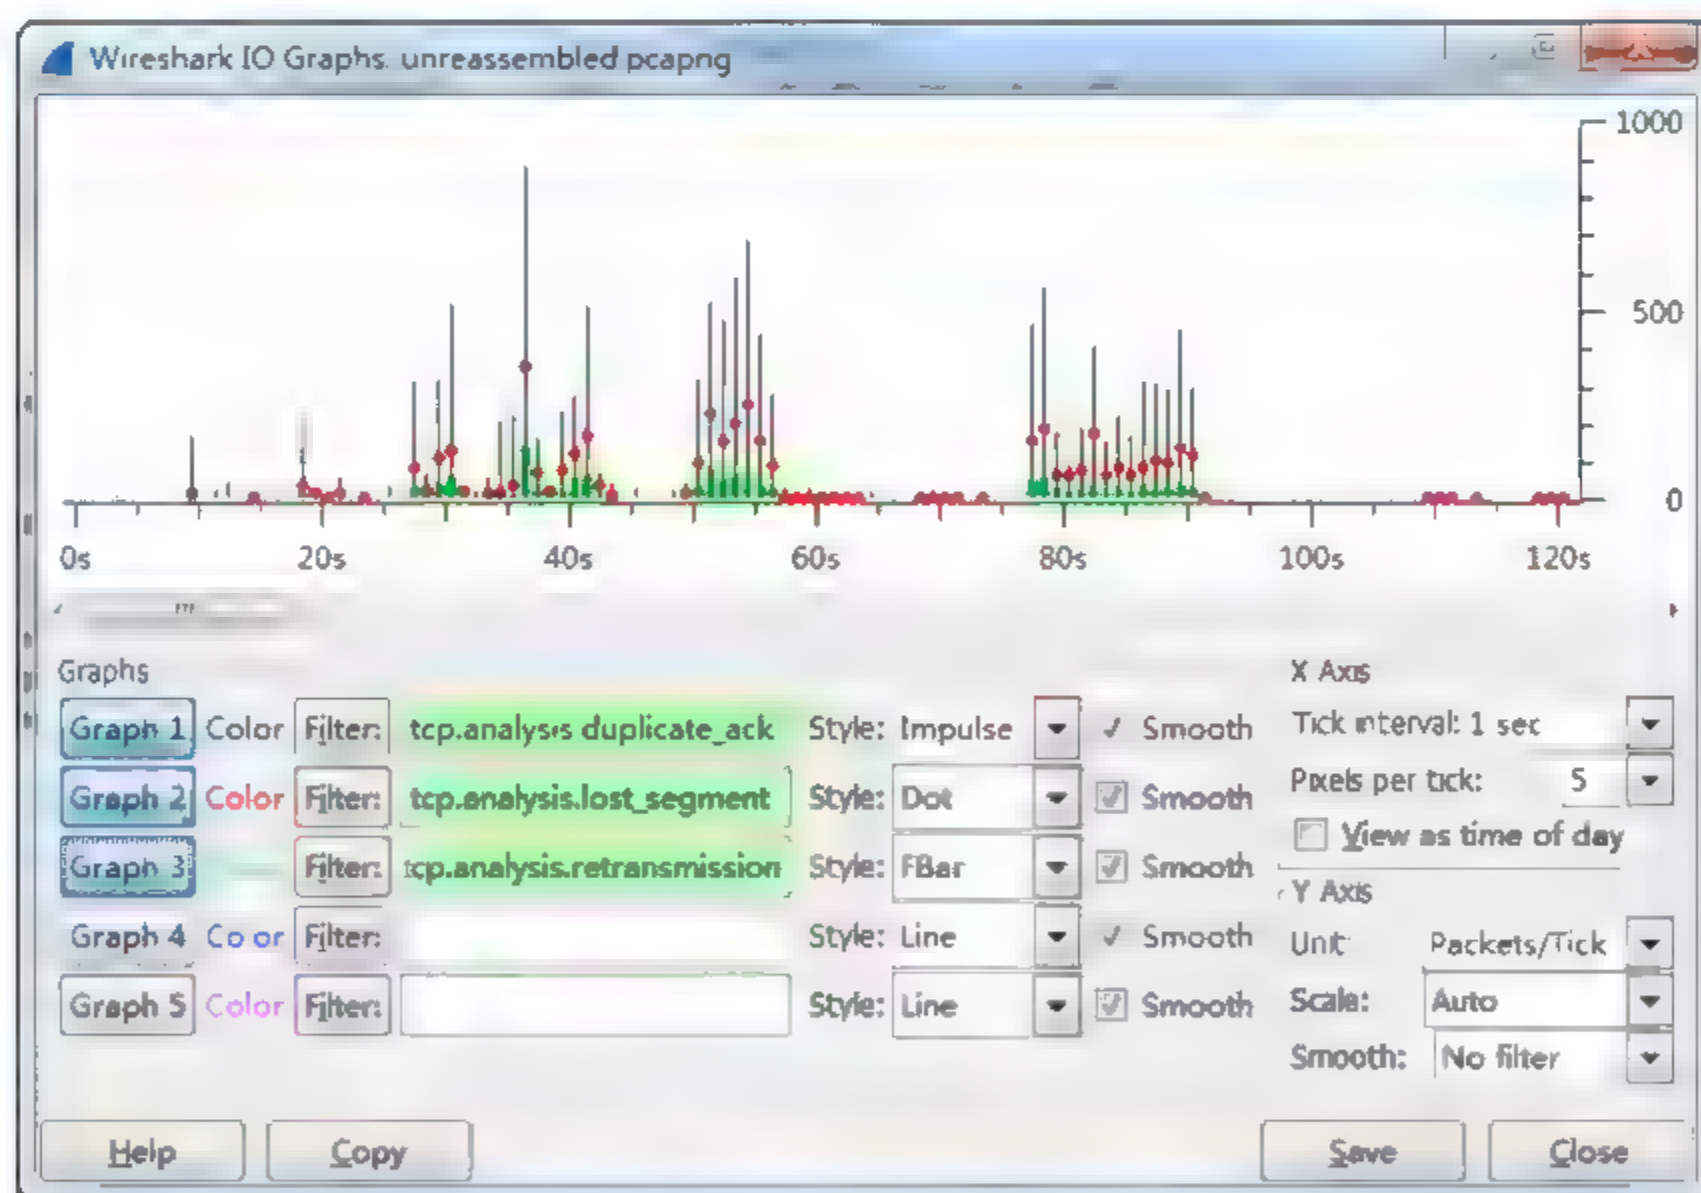 Wireshark IO Graphs: unreassembled.pcapng
1000
500
0
0s 20s 40s 60s 80s 100s 120s
Graphs
X Axis
Graph 1 Color Filter: tcp.analysis.duplicate_ack Style: Impulse Smooth
Tick interval: 1 sec
Graph 2 Color Filter: tcp.analysis.lost_segment Style: Dot Smooth
Pixels per tick: 5
View as time of day
Graph 3 Filter: tcp.analysis.retransmission Style: FBar Smooth
Y Axis
Graph 4 Color Filter: Style: Line Smooth
Unit: Packets/Tick
Graph 5 Color Filter: Style: Line Smooth
Scale: Auto
Smooth: No filter
Help Copy Save Close